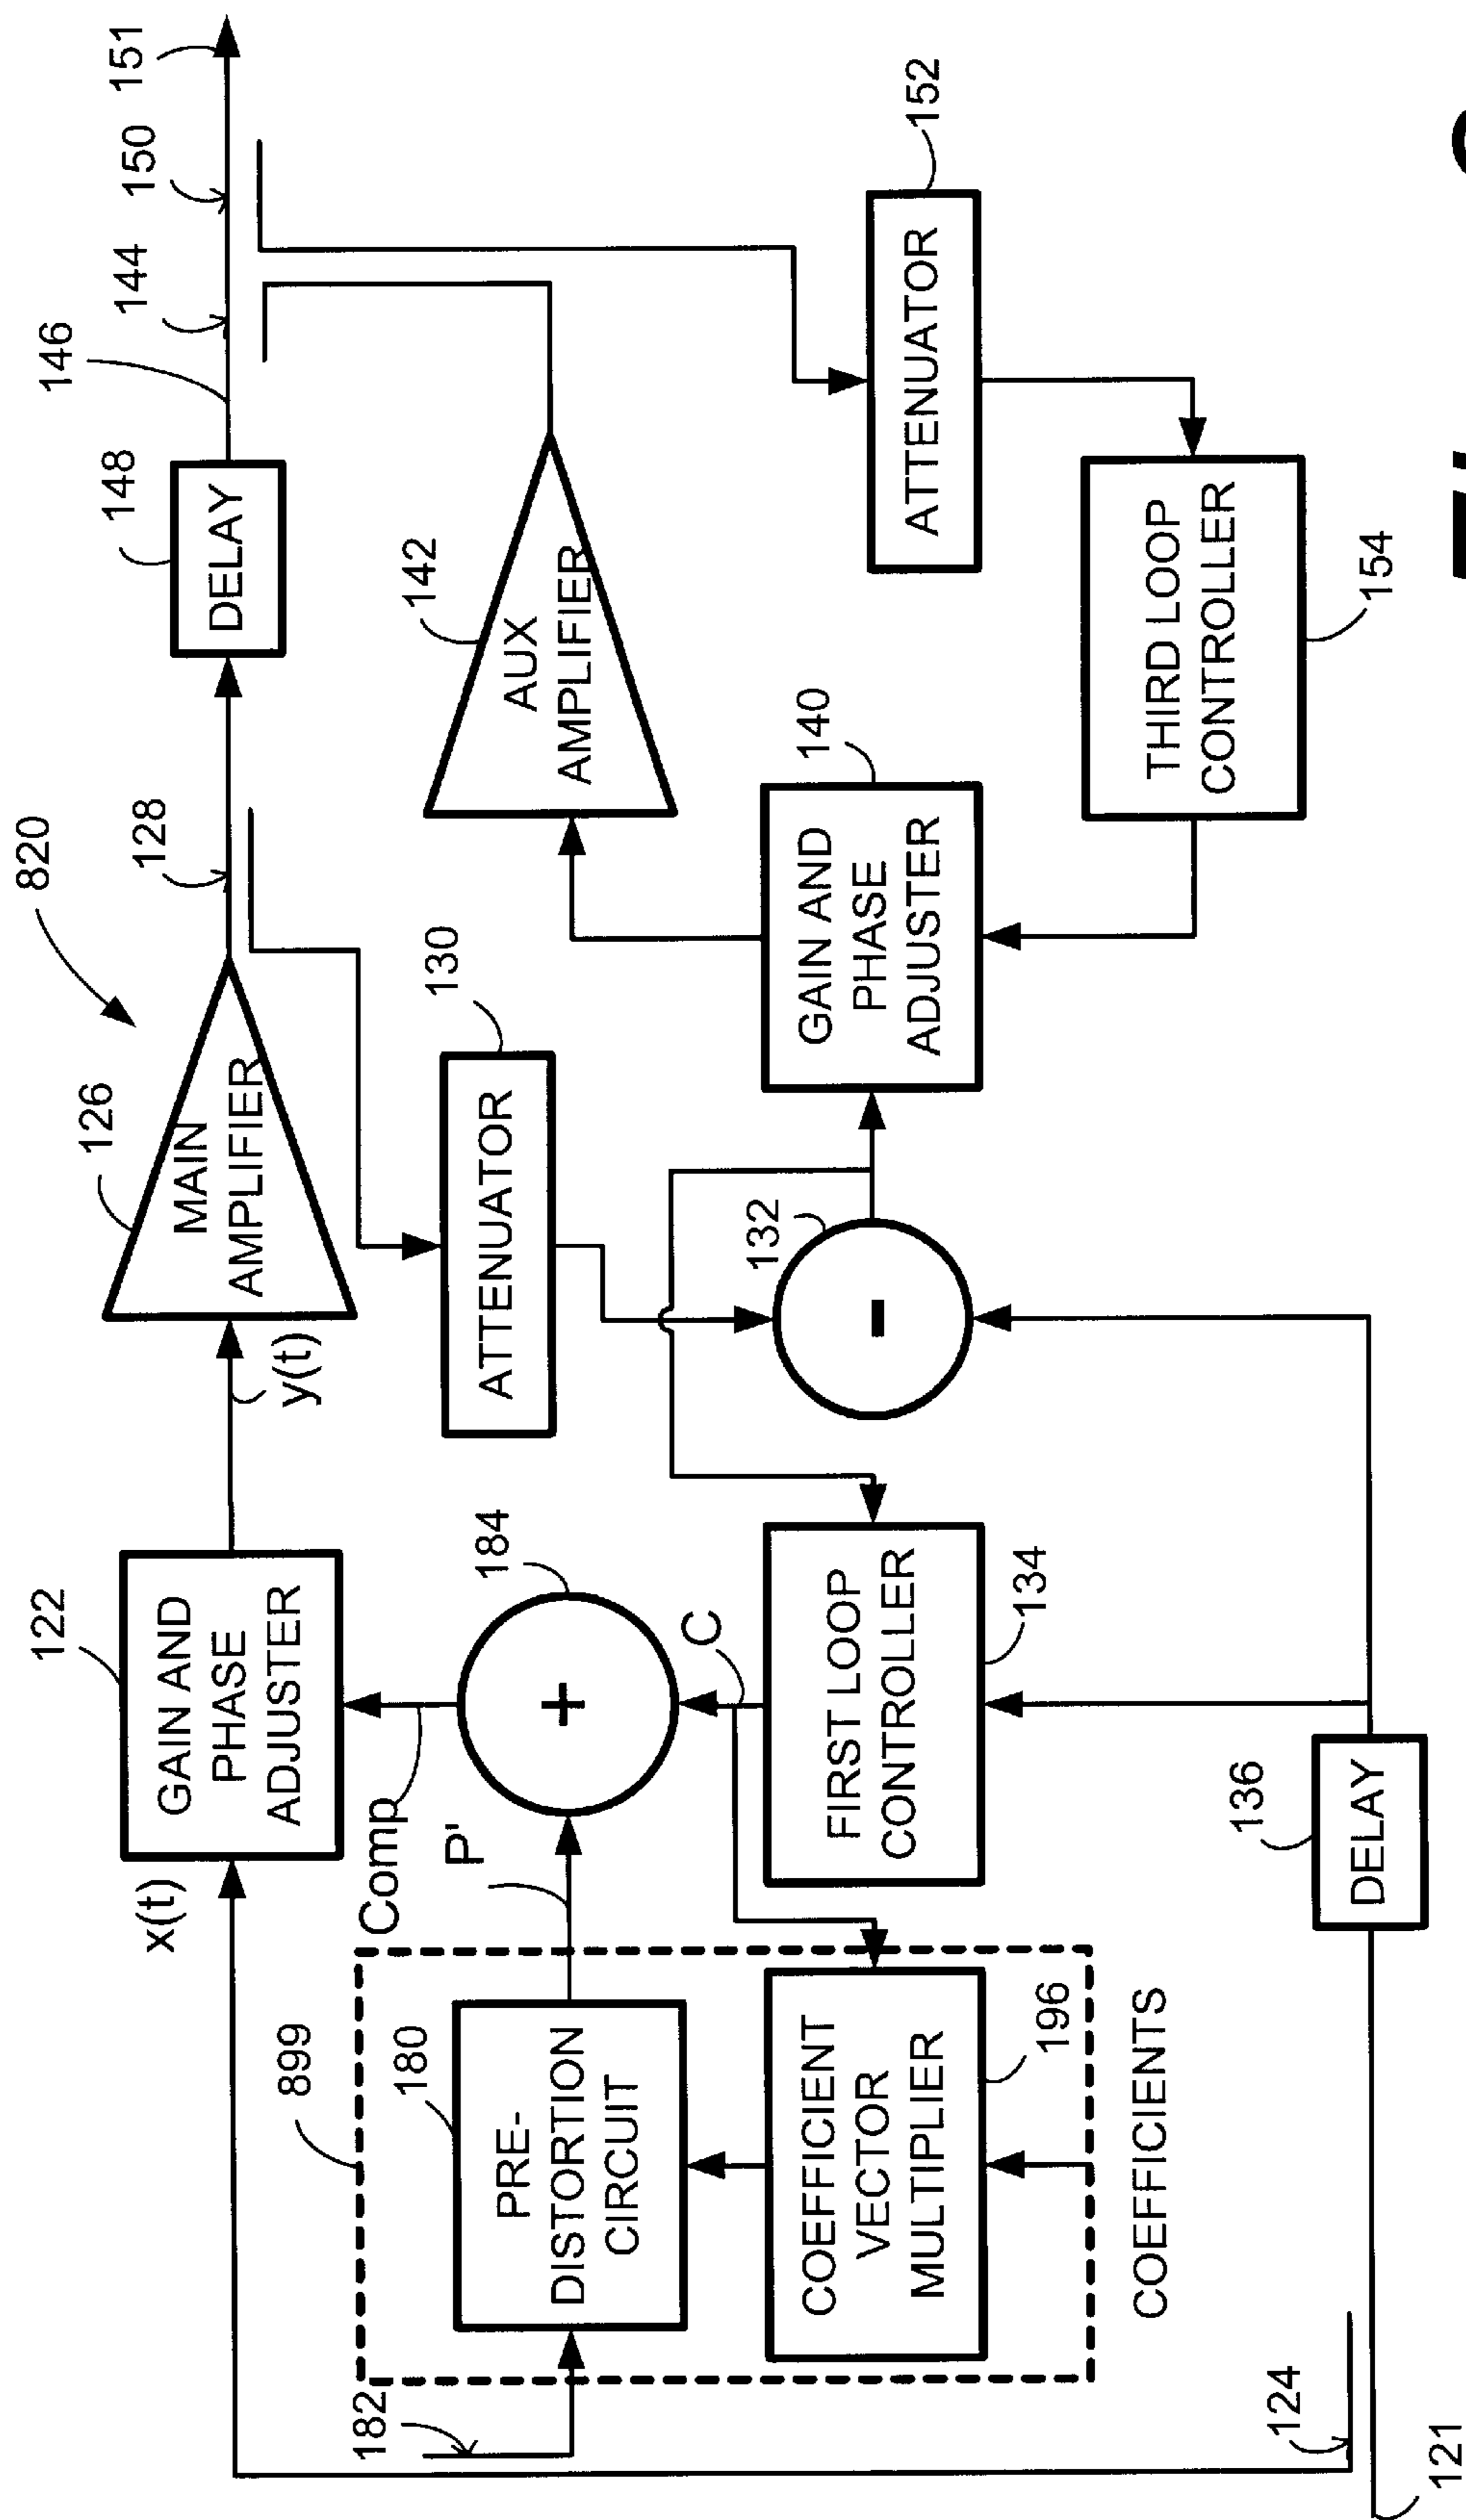 820
122
GAIN AND
PHASE
ADJUSTER
x(t)
y(t)
126
MAIN
AMPLIFIER
128
148
DELAY
146
144
150
151
899
182
180
PRE-
DISTORTION
CIRCUIT
P'
Comp
184
+
130
ATTENUATOR
142
AUX
AMPLIFIER
COEFFICIENT
VECTOR
MULTIPLIER
196
COEFFICIENTS
C
FIRST LOOP
CONTROLLER
134
132
-
140
GAIN AND
PHASE
ADJUSTER
152
ATTENUATOR
THIRD LOOP
CONTROLLER
154
124
121
136
DELAY